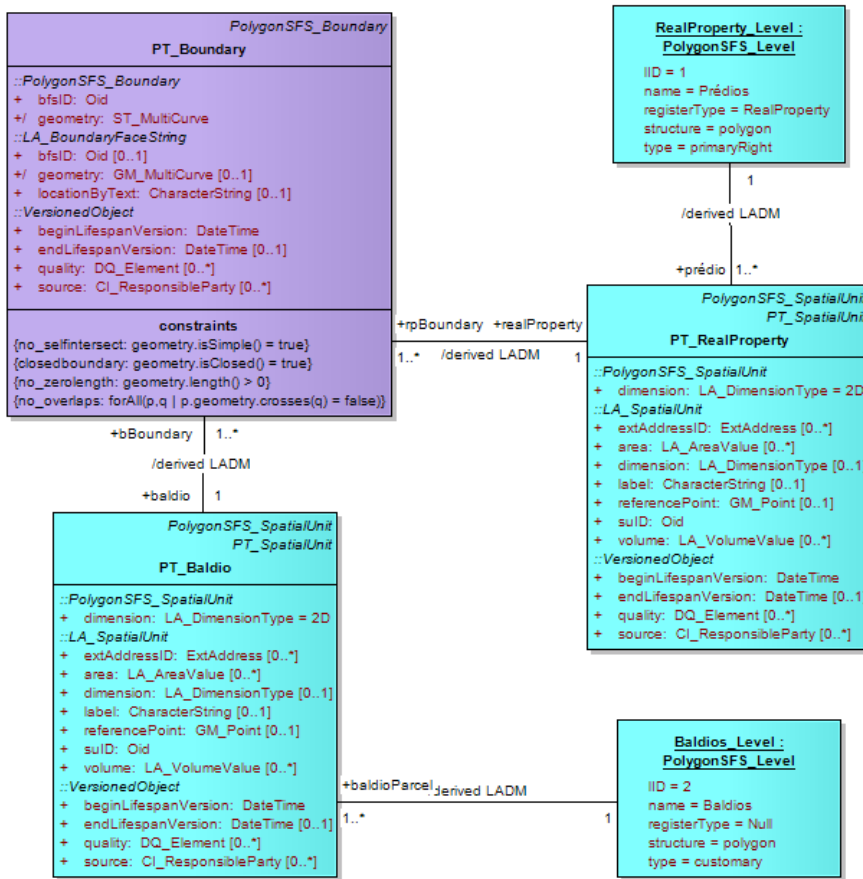 PolygonSFS_Boundary
PT_Boundary
::PolygonSFS_Boundary
+ bfsID: Oid
+/ geometry: ST_MultiCurve
::LA_BoundaryFaceString
+ bfsID: Oid [0..1]
+/ geometry: GM_MultiCurve [0..1]
+ locationByText: CharacterString [0..1]
::VersionedObject
+ beginLifespanVersion: DateTime
+ endLifespanVersion: DateTime [0..1]
+ quality: DQ_Element [0..*]
+ source: CI_ResponsibleParty [0..*]
constraints
{no_selfintersect: geometry.isSimple() = true}
{closedboundary: geometry.isClosed() = true}
{no_zerolength: geometry.length() > 0}
{no_overlaps: forAll(p,q | p.geometry.crosses(q) = false)}
RealProperty_Level :
PolygonSFS_Level
lID = 1
name = Prédios
registerType = RealProperty
structure = polygon
type = primaryRight
1
/derived LADM
+prédio 1..*
+rpBoundary +realProperty
1..* /derived LADM 1
PolygonSFS_SpatialUnit
PT_SpatialUnit
PT_RealProperty
::PolygonSFS_SpatialUnit
+ dimension: LA_DimensionType = 2D
::LA_SpatialUnit
+ extAddressID: ExtAddress [0..*]
+ area: LA_AreaValue [0..*]
+ dimension: LA_DimensionType [0..1
+ label: CharacterString [0..1]
+ referencePoint: GM_Point [0..1]
+ suID: Oid
+ volume: LA_VolumeValue [0..*]
::VersionedObject
+ beginLifespanVersion: DateTime
+ endLifespanVersion: DateTime [0..1
+ quality: DQ_Element [0..*]
+ source: CI_ResponsibleParty [0..*]
+bBoundary 1..*
/derived LADM
+baldio 1
PolygonSFS_SpatialUnit
PT_SpatialUnit
PT_Baldio
::PolygonSFS_SpatialUnit
+ dimension: LA_DimensionType = 2D
::LA_SpatialUnit
+ extAddressID: ExtAddress [0..*]
+ area: LA_AreaValue [0..*]
+ dimension: LA_DimensionType [0..1]
+ label: CharacterString [0..1]
+ referencePoint: GM_Point [0..1]
+ suID: Oid
+ volume: LA_VolumeValue [0..*]
::VersionedObject
+ beginLifespanVersion: DateTime
+ endLifespanVersion: DateTime [0..1]
+ quality: DQ_Element [0..*]
+ source: CI_ResponsibleParty [0..*]
+baldioParcel /derived LADM
1..* 1
Baldios_Level :
PolygonSFS_Level
lID = 2
name = Baldios
registerType = Null
structure = polygon
type = customary